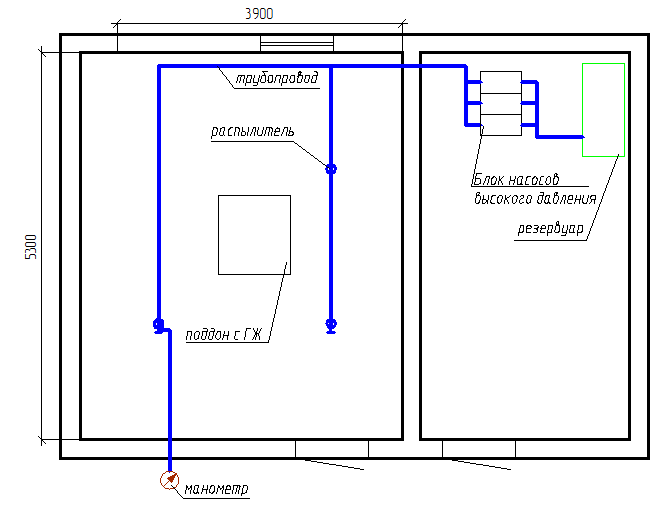 3900
трубопровод
распылитель
Блок насосов
высокого давления
резервуар
5300
поддон с ГЖ
манометр